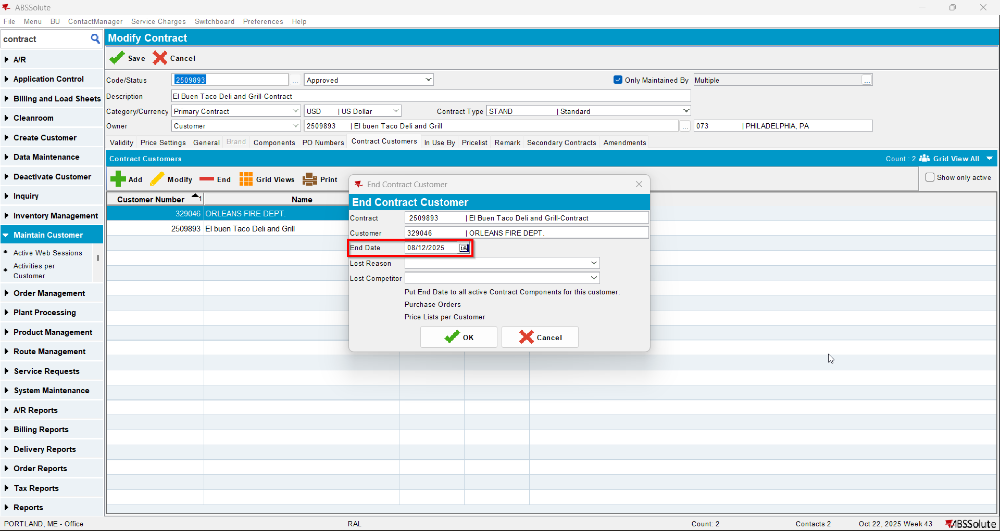 ABSSolute
File Menu BU ContactManager Service Charges Switchboard Preferences Help
contract
Modify Contract
Save Cancel
A/R
Application Control
Billing and Load Sheets
Cleanroom
Create Customer
Data Maintenance
Deactivate Customer
Inquiry
Inventory Management
Maintain Customer
Active Web Sessions
Activities per
Customer
Order Management
Plant Processing
Product Management
Route Management
Service Requests
System Maintenance
A/R Reports
Billing Reports
Delivery Reports
Order Reports
Tax Reports
Reports
Code/Status 2509893 ... Approved Only Maintained By Multiple ...
Description El Buen Taco Deli and Grill-Contract
Category/Currency Primary Contract USD | US Dollar Contract Type STAND | Standard
Owner Customer 2509893 | El buen Taco Deli and Grill ... 073 | PHILADELPHIA, PA
Validity Price Settings General Brand Components PO Numbers Contract Customers In Use By Pricelist Remark Secondary Contracts Amendments
Contract Customers Count : 2 Grid View All
Add Modify End Grid Views Print Show only active
Customer Number 1 Name
329046 ORLEANS FIRE DEPT.
2509893 El buen Taco Deli and Grill
End Contract Customer
End Contract Customer
Contract 2509893 | El Buen Taco Deli and Grill-Contract
Customer 329046 | ORLEANS FIRE DEPT.
End Date 08/12/2025 16
Lost Reason
Lost Competitor
Put End Date to all active Contract Components for this customer:
Purchase Orders
Price Lists per Customer
OK Cancel
PORTLAND, ME - Office RAL Count: 2 Contacts 2 Oct 22, 2025 Week 43 ABSSolute